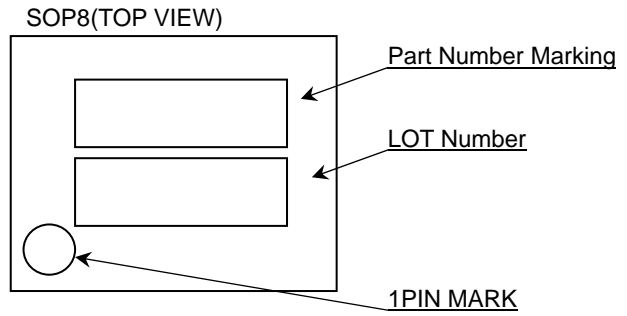 SOP8(TOP VIEW)
Part Number Marking
LOT Number
1PIN MARK